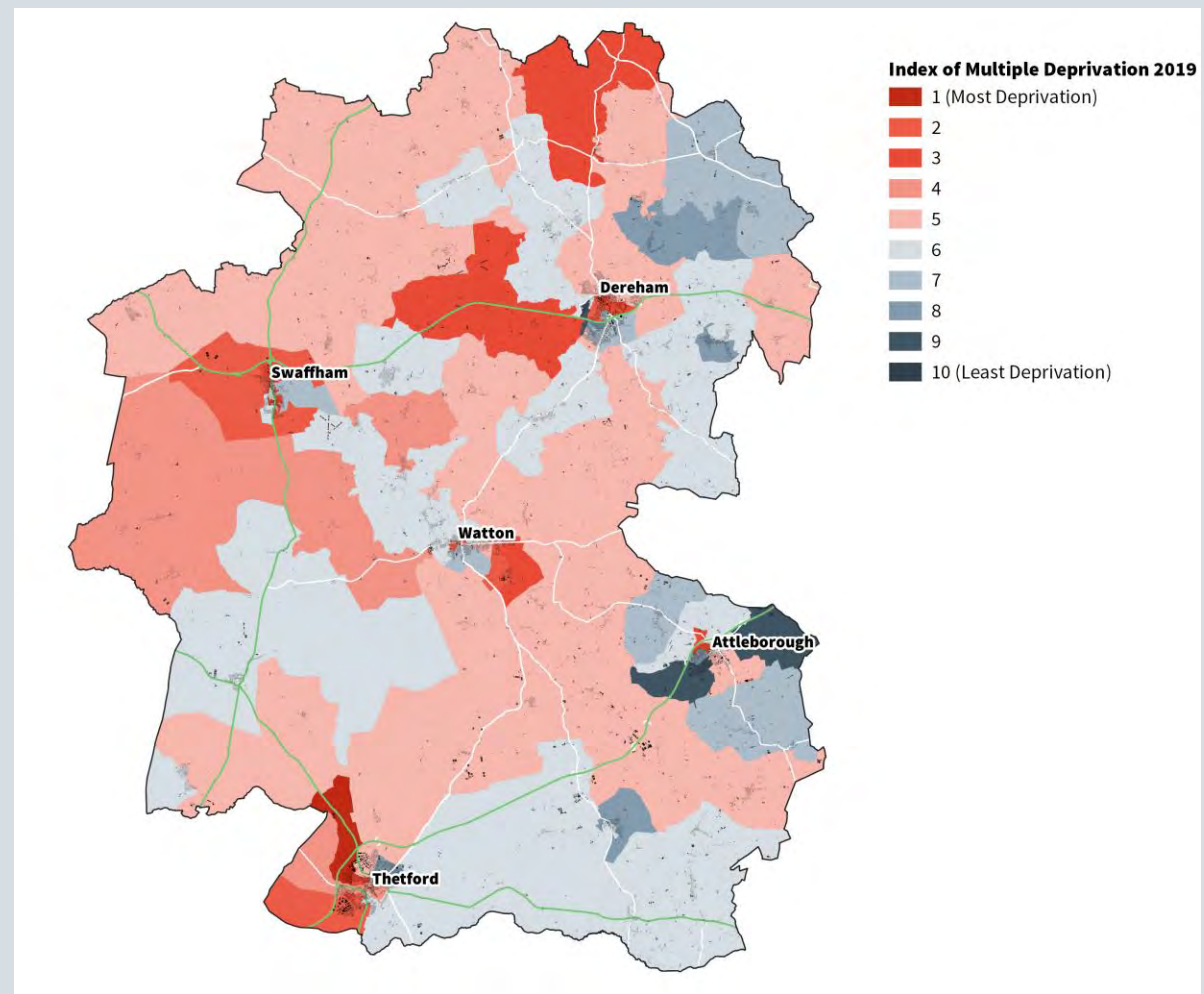 Index of Multiple Deprivation 2019
1 (Most Deprivation)
2
3
4
5
6
7
8
9
10 (Least Deprivation)
Dereham
Swaffham
Watton
Attleborough
Thetford